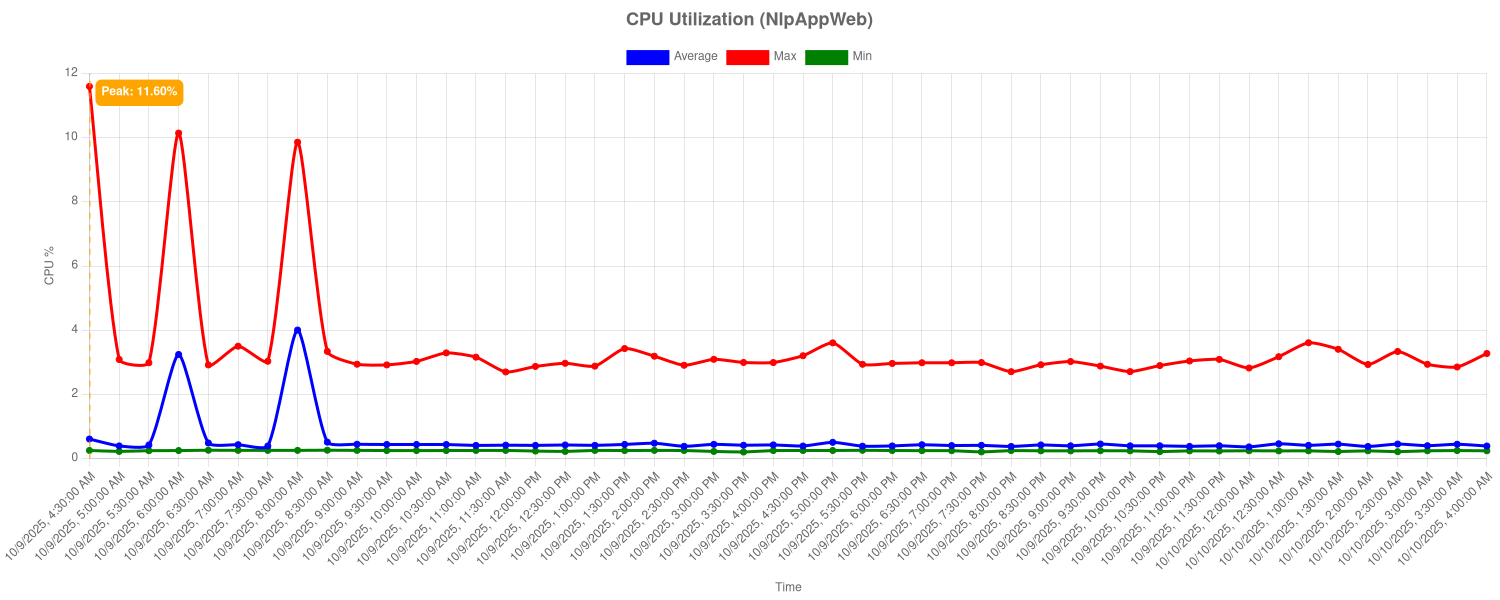 CPU Utilization (NlpAppWeb)
Average Max Min
12
Peak: 11.60%
10
8
6
4
2
0
CPU %
10/9/2025, 4:30:00 AM
10/9/2025, 5:00:00 AM
10/9/2025, 5:30:00 AM
10/9/2025, 6:00:00 AM
10/9/2025, 6:30:00 AM
10/9/2025, 7:00:00 AM
10/9/2025, 7:30:00 AM
10/9/2025, 8:00:00 AM
10/9/2025, 8:30:00 AM
10/9/2025, 9:00:00 AM
10/9/2025, 9:30:00 AM
10/9/2025, 10:00:00 AM
10/9/2025, 10:30:00 AM
10/9/2025, 11:00:00 AM
10/9/2025, 11:30:00 AM
10/9/2025, 12:00:00 PM
10/9/2025, 12:30:00 PM
10/9/2025, 1:00:00 PM
10/9/2025, 1:30:00 PM
10/9/2025, 2:00:00 PM
10/9/2025, 2:30:00 PM
10/9/2025, 3:00:00 PM
10/9/2025, 3:30:00 PM
10/9/2025, 4:00:00 PM
10/9/2025, 4:30:00 PM
10/9/2025, 5:00:00 PM
10/9/2025, 5:30:00 PM
10/9/2025, 6:00:00 PM
10/9/2025, 6:30:00 PM
10/9/2025, 7:00:00 PM
10/9/2025, 7:30:00 PM
10/9/2025, 8:00:00 PM
10/9/2025, 8:30:00 PM
10/9/2025, 9:00:00 PM
10/9/2025, 9:30:00 PM
10/9/2025, 10:00:00 PM
10/9/2025, 10:30:00 PM
10/9/2025, 11:00:00 PM
10/9/2025, 11:30:00 PM
10/10/2025, 12:00:00 AM
10/10/2025, 12:30:00 AM
10/10/2025, 1:00:00 AM
10/10/2025, 1:30:00 AM
10/10/2025, 2:00:00 AM
10/10/2025, 2:30:00 AM
10/10/2025, 3:00:00 AM
10/10/2025, 3:30:00 AM
10/10/2025, 4:00:00 AM
Time